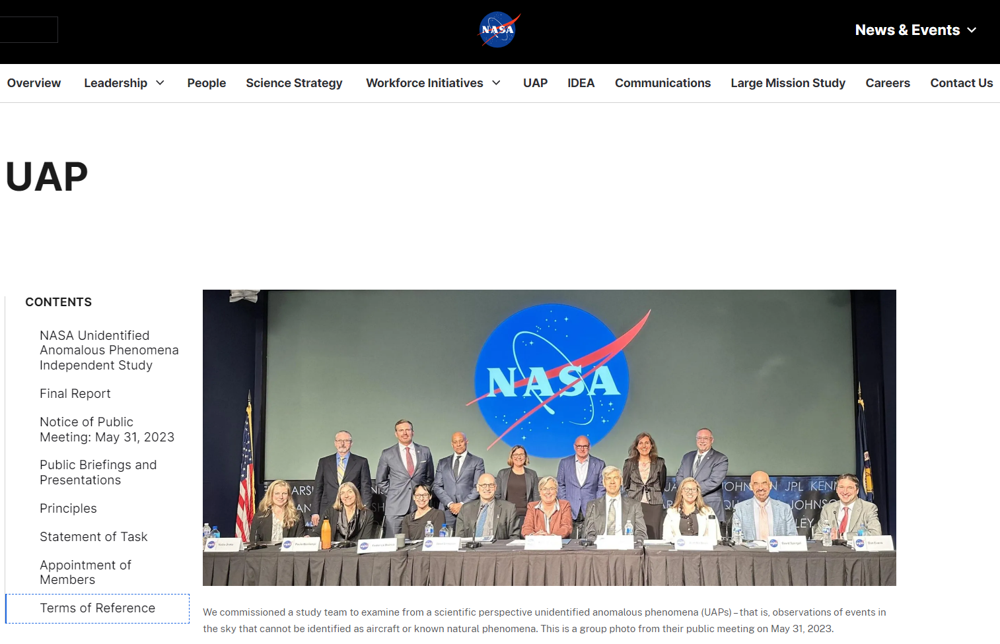 NASA
News & Events
Overview
Leadership
People
Science Strategy
Workforce Initiatives
UAP
IDEA
Communications
Large Mission Study
Careers
Contact Us
UAP
CONTENTS
NASA Unidentified
Anomalous Phenomena
Independent Study
Final Report
Notice of Public
Meeting: May 31, 2023
Public Briefings and
Presentations
Principles
Statement of Task
Appointment of
Members
Terms of Reference
NASA
JPL
David Spergel
Dan Evans
We commissioned a study team to examine from a scientific perspective unidentified anomalous phenomena (UAPs) – that is, observations of events in
the sky that cannot be identified as aircraft or known natural phenomena. This is a group photo from their public meeting on May 31, 2023.